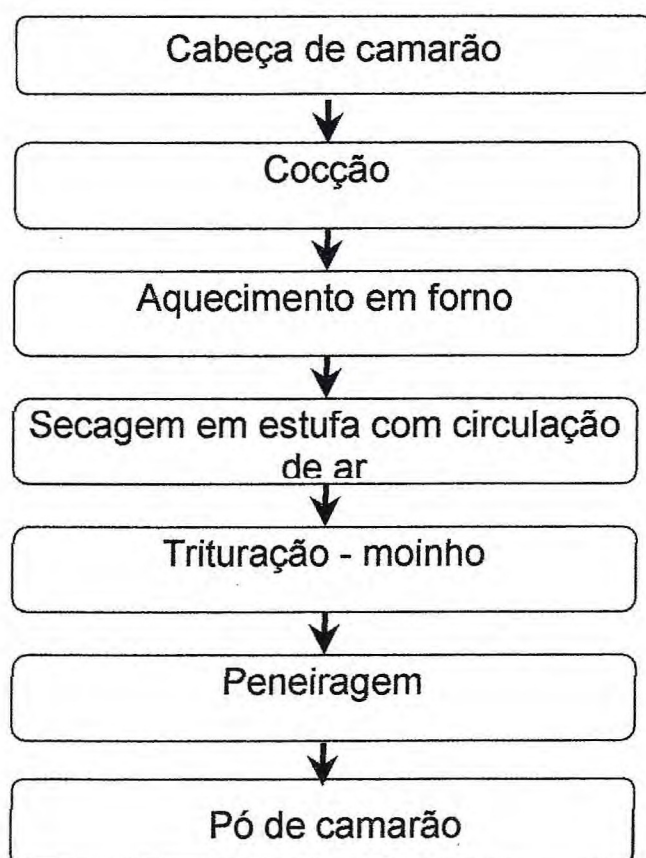 Cabeça de camarão
Cocção
Aquecimento em forno
Secagem em estufa com circulação
de ar
Trituração - moinho
Peneiragem
Pó de camarão